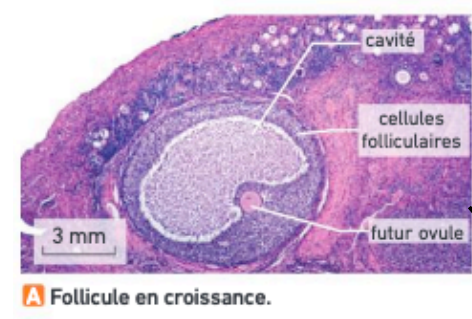 cavité
cellules
folliculaires
3 mm
futur ovule
A Follicule en croissance.